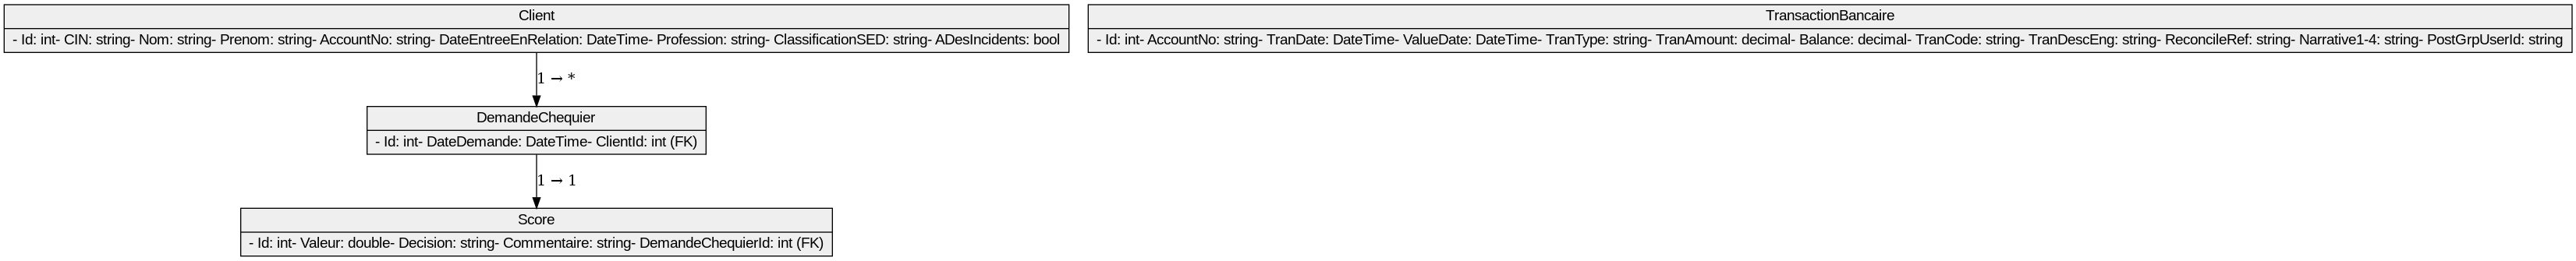 Client
- Id: int- CIN: string- Nom: string- Prenom: string- AccountNo: string- DateEntreeEnRelation: DateTime- Profession: string- ClassificationSED: string- ADesIncidents: bool
TransactionBancaire
- Id: int- AccountNo: string- TranDate: DateTime- ValueDate: DateTime- TranType: string- TranAmount: decimal- Balance: decimal- TranCode: string- TranDescEng: string- ReconcileRef: string- Narrative1-4: string- PostGrpUserId: string
1 → *
DemandeChequier
- Id: int- DateDemande: DateTime- ClientId: int (FK)
1 → 1
Score
- Id: int- Valeur: double- Decision: string- Commentaire: string- DemandeChequierId: int (FK)